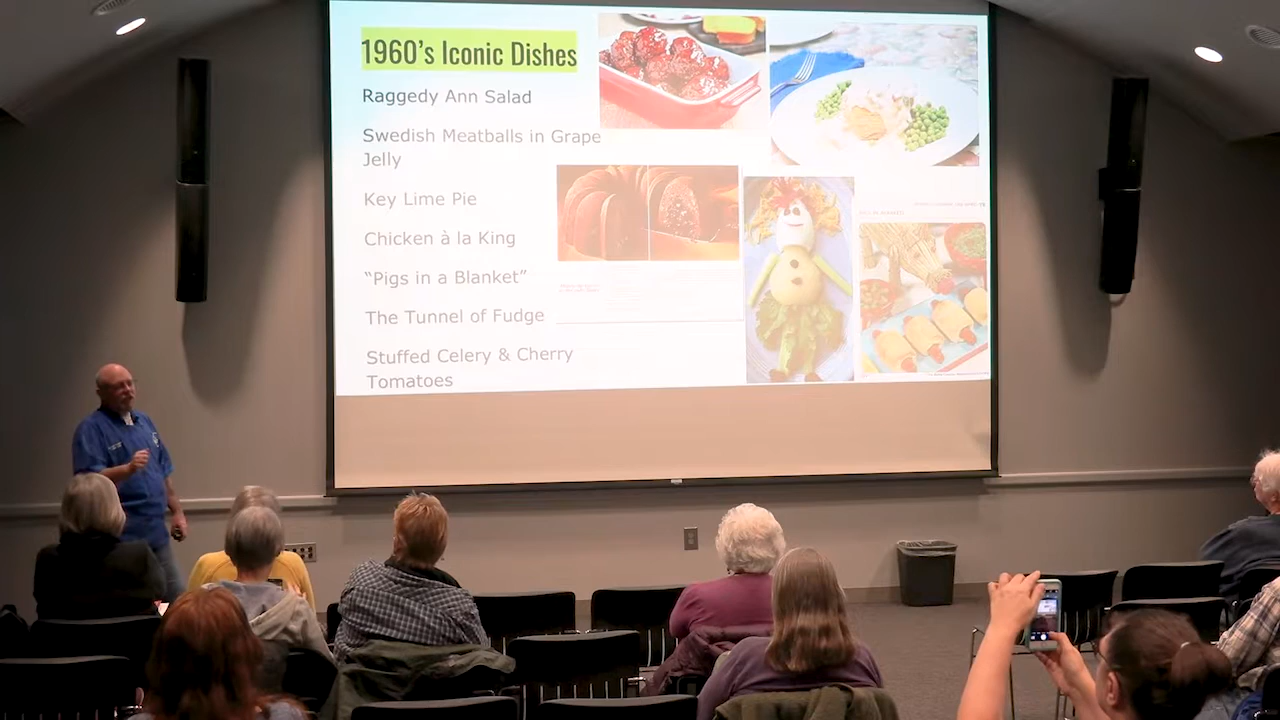 1960's Iconic Dishes
Raggedy Ann Salad
Swedish Meatballs in Grape
Jelly
Key Lime Pie
Chicken à la King
“Pigs in a Blanket”
The Tunnel of Fudge
Stuffed Celery & Cherry
Tomatoes